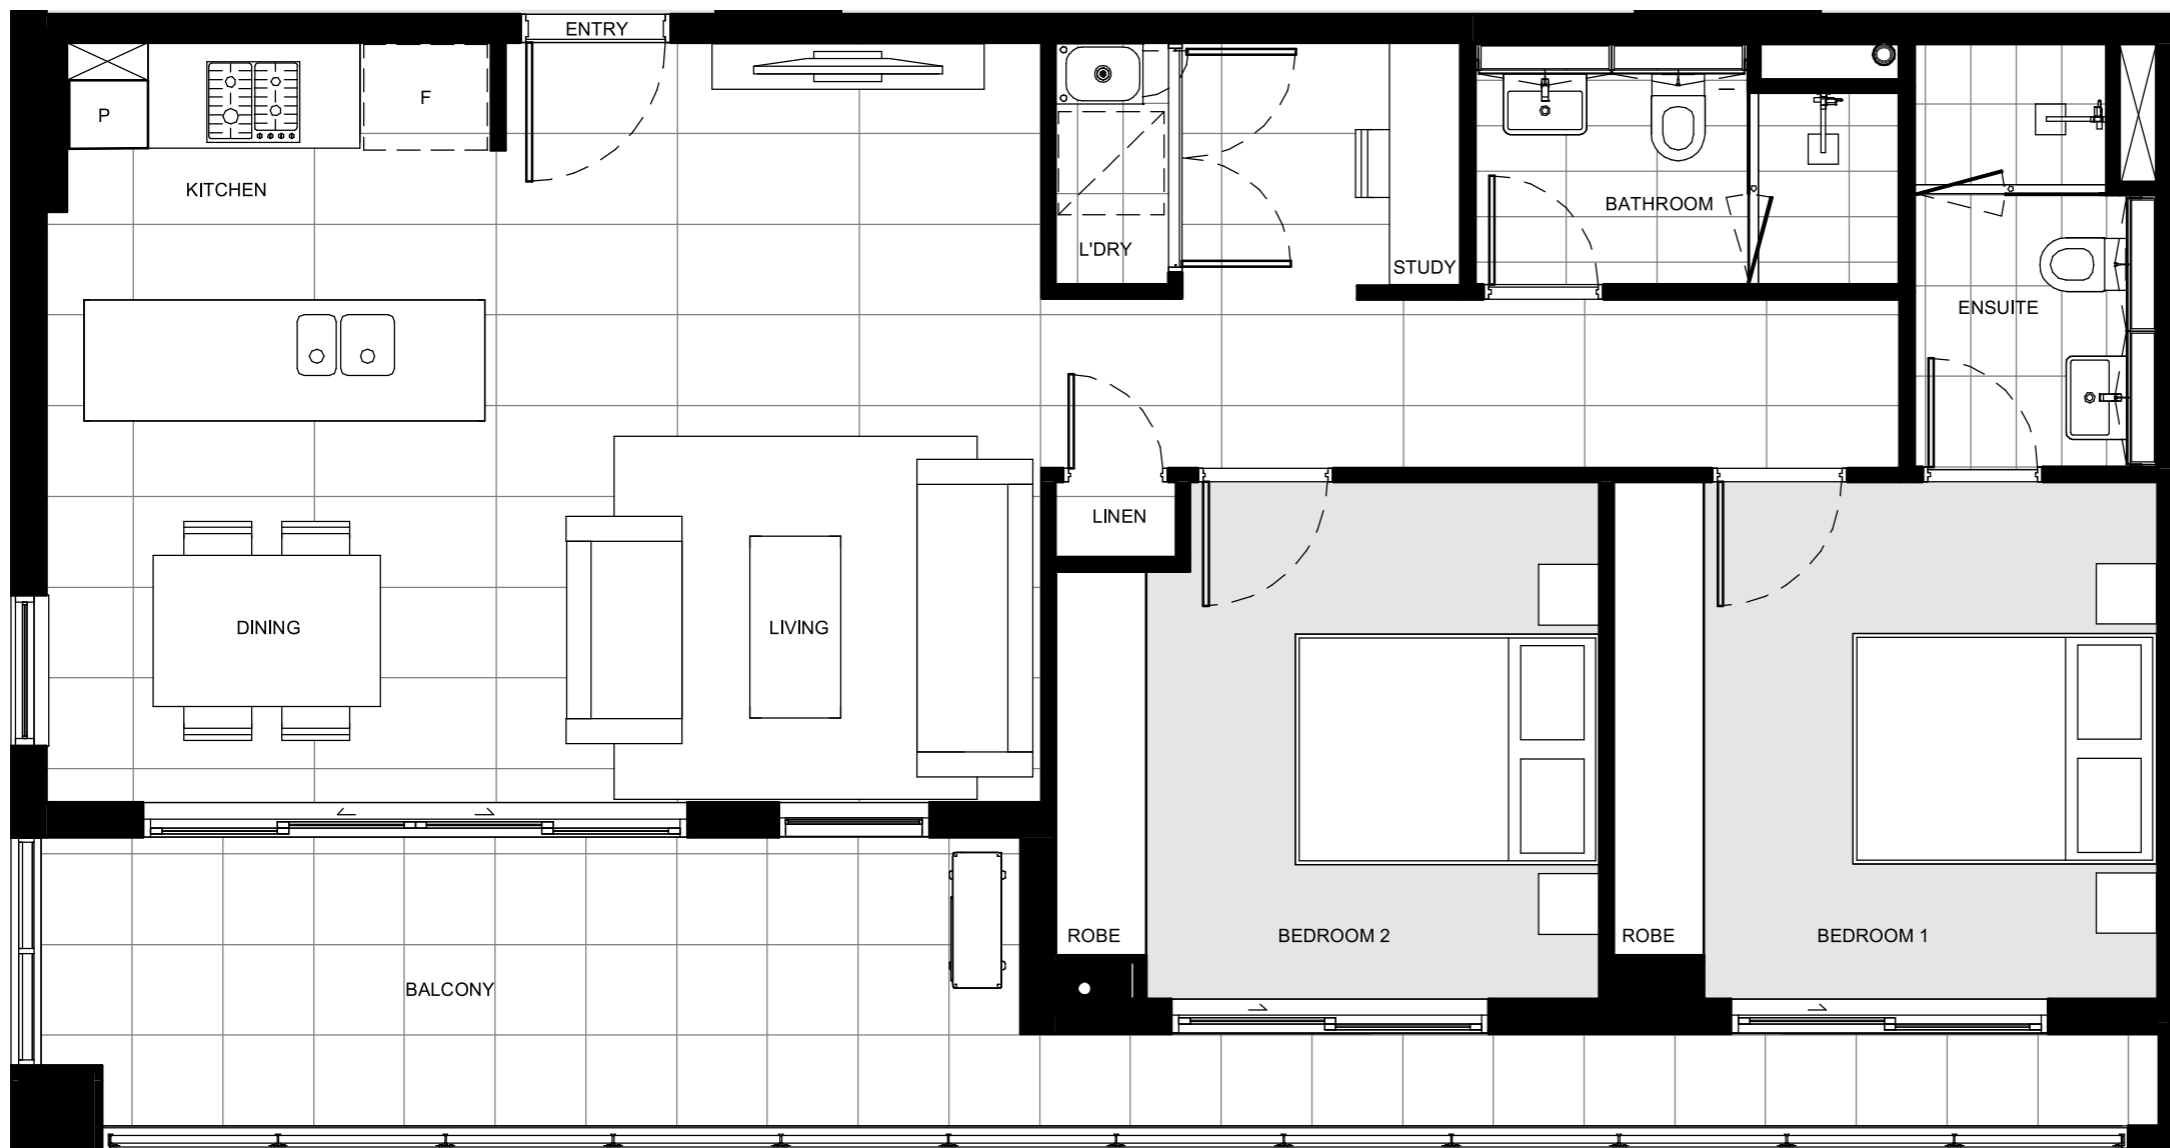 ENTRY
F
P
KITCHEN
BATHROOM
L'DRY
STUDY
ENSUITE
LINEN
DINING
LIVING
ROBE
BEDROOM 2
ROBE
BEDROOM 1
BALCONY